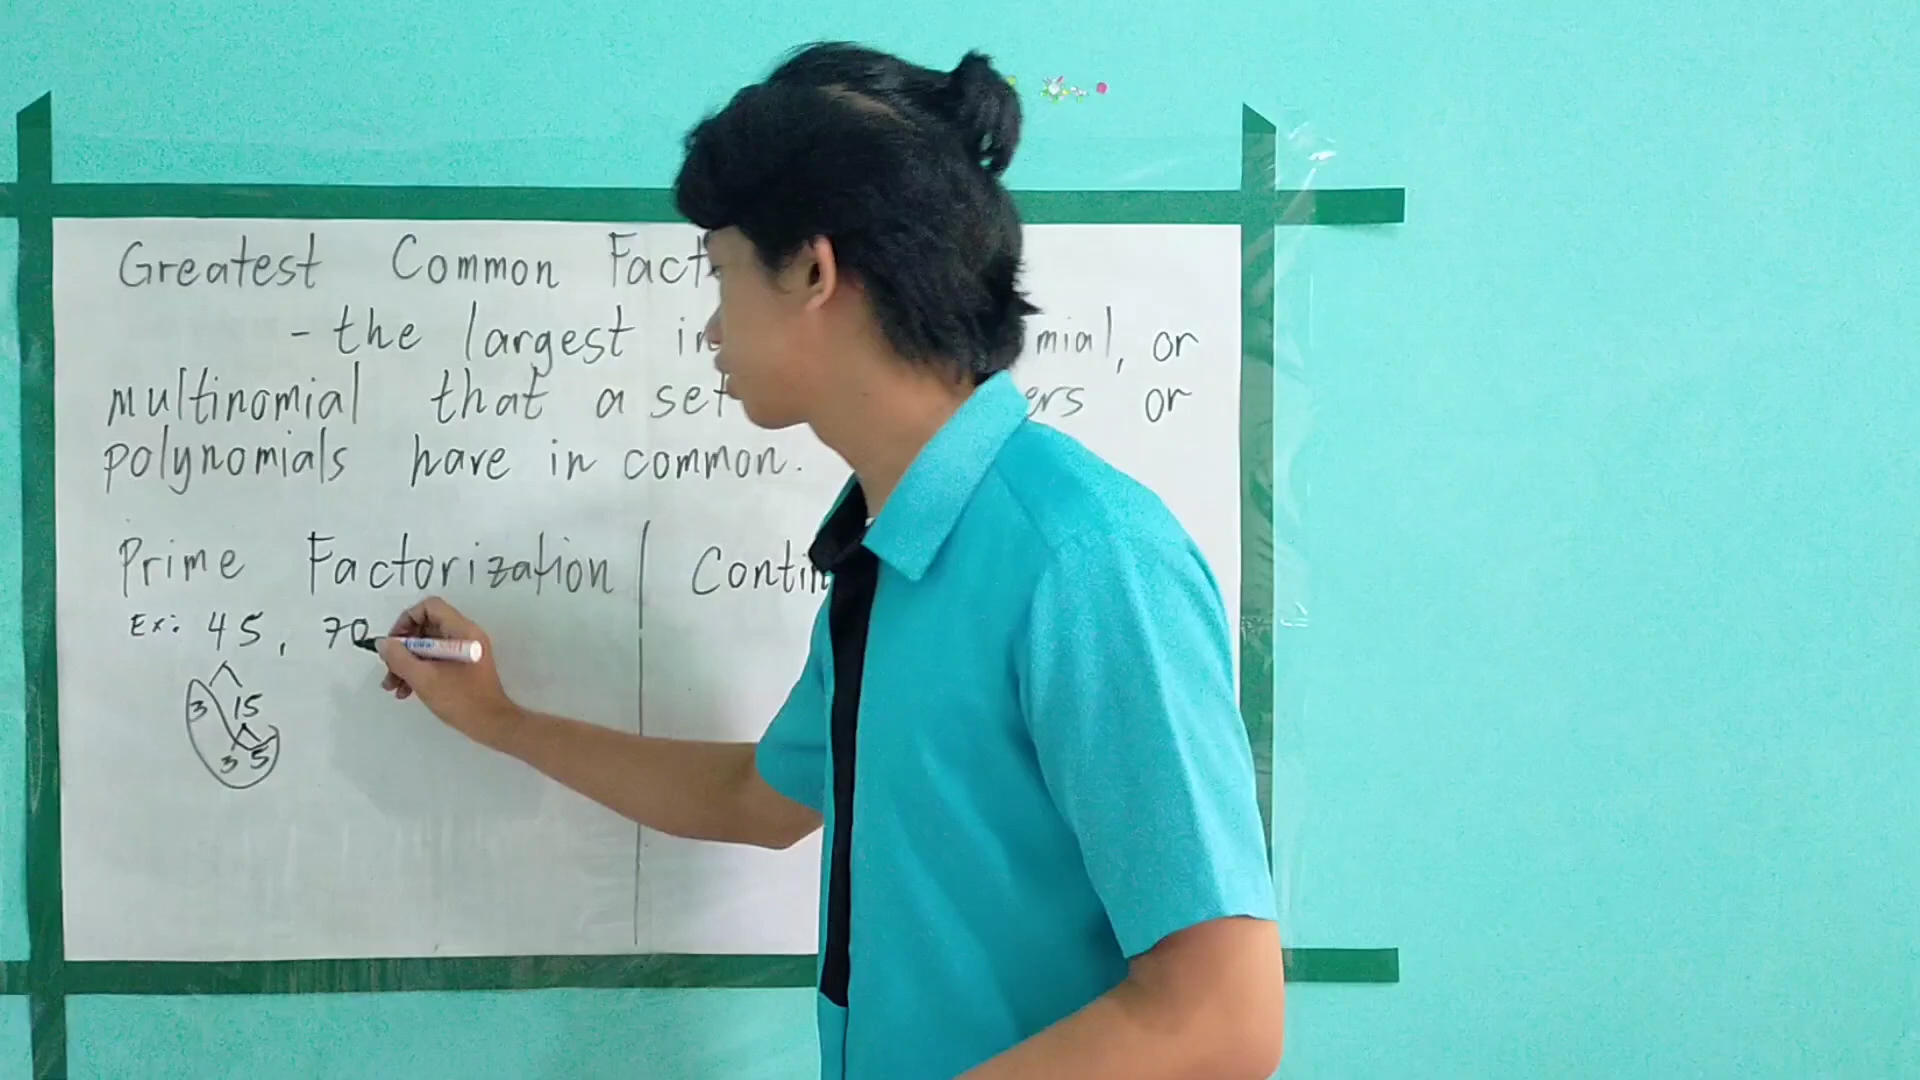 Greatest Common Fact
- the largest in mial, or
multinomial that a set ers or
polynomials have in common.
Prime Factorization Contin
Ex: 45, 70
3 15
3 5